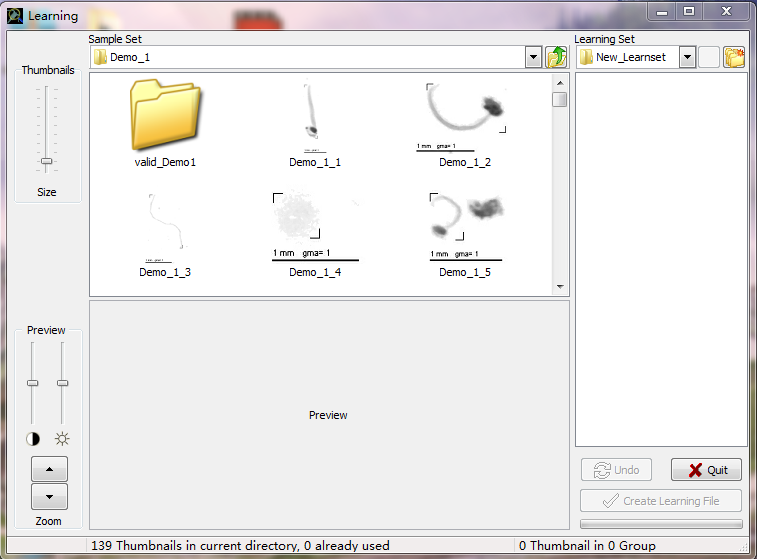 Learning
Sample Set
Learning Set
Demo_1
New_Learnset
Thumbnails
Size
valid_Demo1
Demo_1_1
1 mm gma= 1
Demo_1_2
Demo_1_3
1 mm gma= 1
Demo_1_4
1 mm gma= 1
Demo_1_5
Preview
Preview
Zoom
Undo
Quit
Create Learning File
139 Thumbnails in current directory, 0 already used
0 Thumbnail in 0 Group